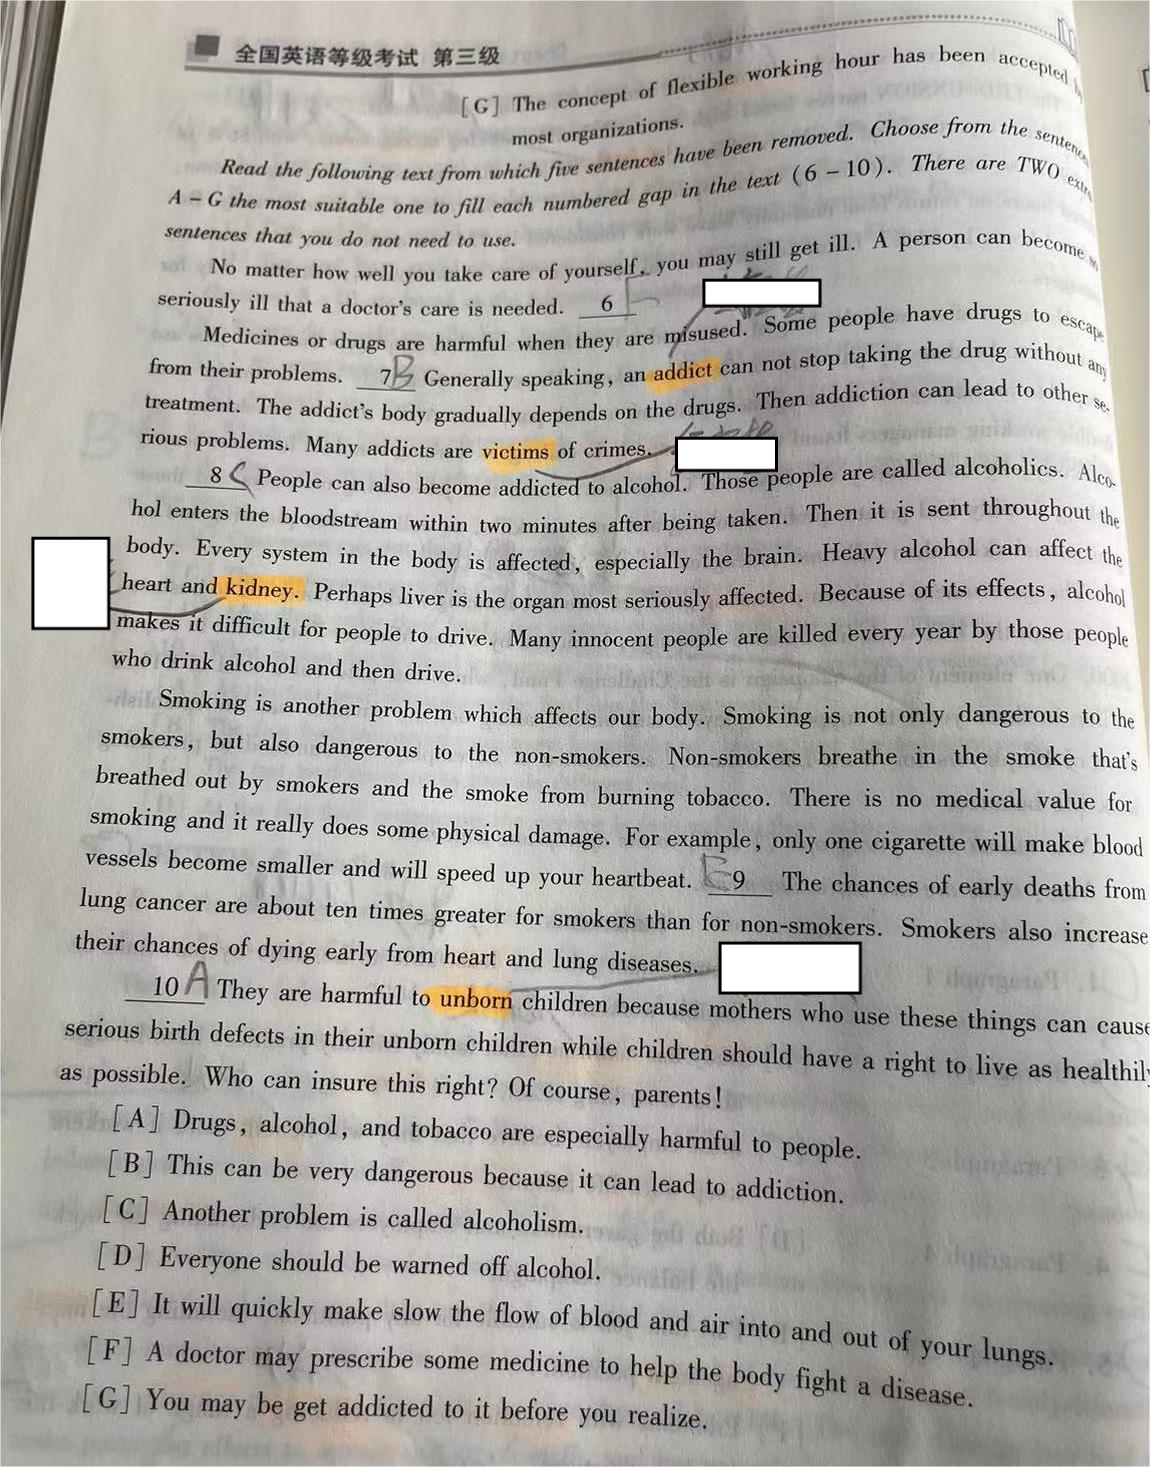 全国英语等级考试 第三级
[G] The concept of flexible working hour has been accepted
most organizations.
Read the following text from which five sentences have been removed. Choose from the sentence
A – G the most suitable one to fill each numbered gap in the text (6 – 10). There are TWO extra
sentences that you do not need to use.
No matter how well you take care of yourself, you may still get ill. A person can become so
seriously ill that a doctor's care is needed. 6
Medicines or drugs are harmful when they are misused. Some people have drugs to escape
from their problems. 7 B Generally speaking, an addict can not stop taking the drug without any
treatment. The addict's body gradually depends on the drugs. Then addiction can lead to other se-
rious problems. Many addicts are victims of crimes.
8 C People can also become addicted to alcohol. Those people are called alcoholics. Alco-
hol enters the bloodstream within two minutes after being taken. Then it is sent throughout the
body. Every system in the body is affected, especially the brain. Heavy alcohol can affect the
heart and kidney. Perhaps liver is the organ most seriously affected. Because of its effects, alcohol
makes it difficult for people to drive. Many innocent people are killed every year by those people
who drink alcohol and then drive.
Smoking is another problem which affects our body. Smoking is not only dangerous to the
smokers, but also dangerous to the non-smokers. Non-smokers breathe in the smoke that's
breathed out by smokers and the smoke from burning tobacco. There is no medical value for
smoking and it really does some physical damage. For example, only one cigarette will make blood
vessels become smaller and will speed up your heartbeat. E 9 The chances of early deaths from
lung cancer are about ten times greater for smokers than for non-smokers. Smokers also increase
their chances of dying early from heart and lung diseases.
10 A They are harmful to unborn children because mothers who use these things can cause
serious birth defects in their unborn children while children should have a right to live as healthily
as possible. Who can insure this right? Of course, parents!
[A] Drugs, alcohol, and tobacco are especially harmful to people.
[B] This can be very dangerous because it can lead to addiction.
[C] Another problem is called alcoholism.
[D] Everyone should be warned off alcohol.
[E] It will quickly make slow the flow of blood and air into and out of your lungs.
[F] A doctor may prescribe some medicine to help the body fight a disease.
[G] You may be get addicted to it before you realize.